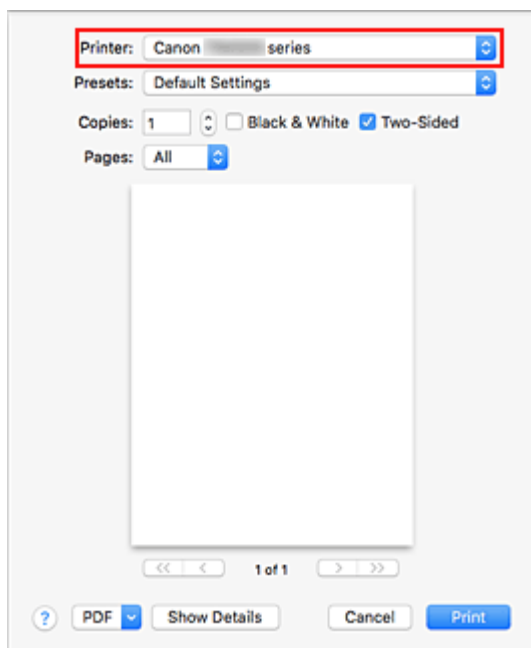 Printer: Canon series
Presets: Default Settings
Copies: 1 Black & White Two-Sided
Pages: All
<< < 1 of 1 > >>
? PDF Show Details Cancel Print